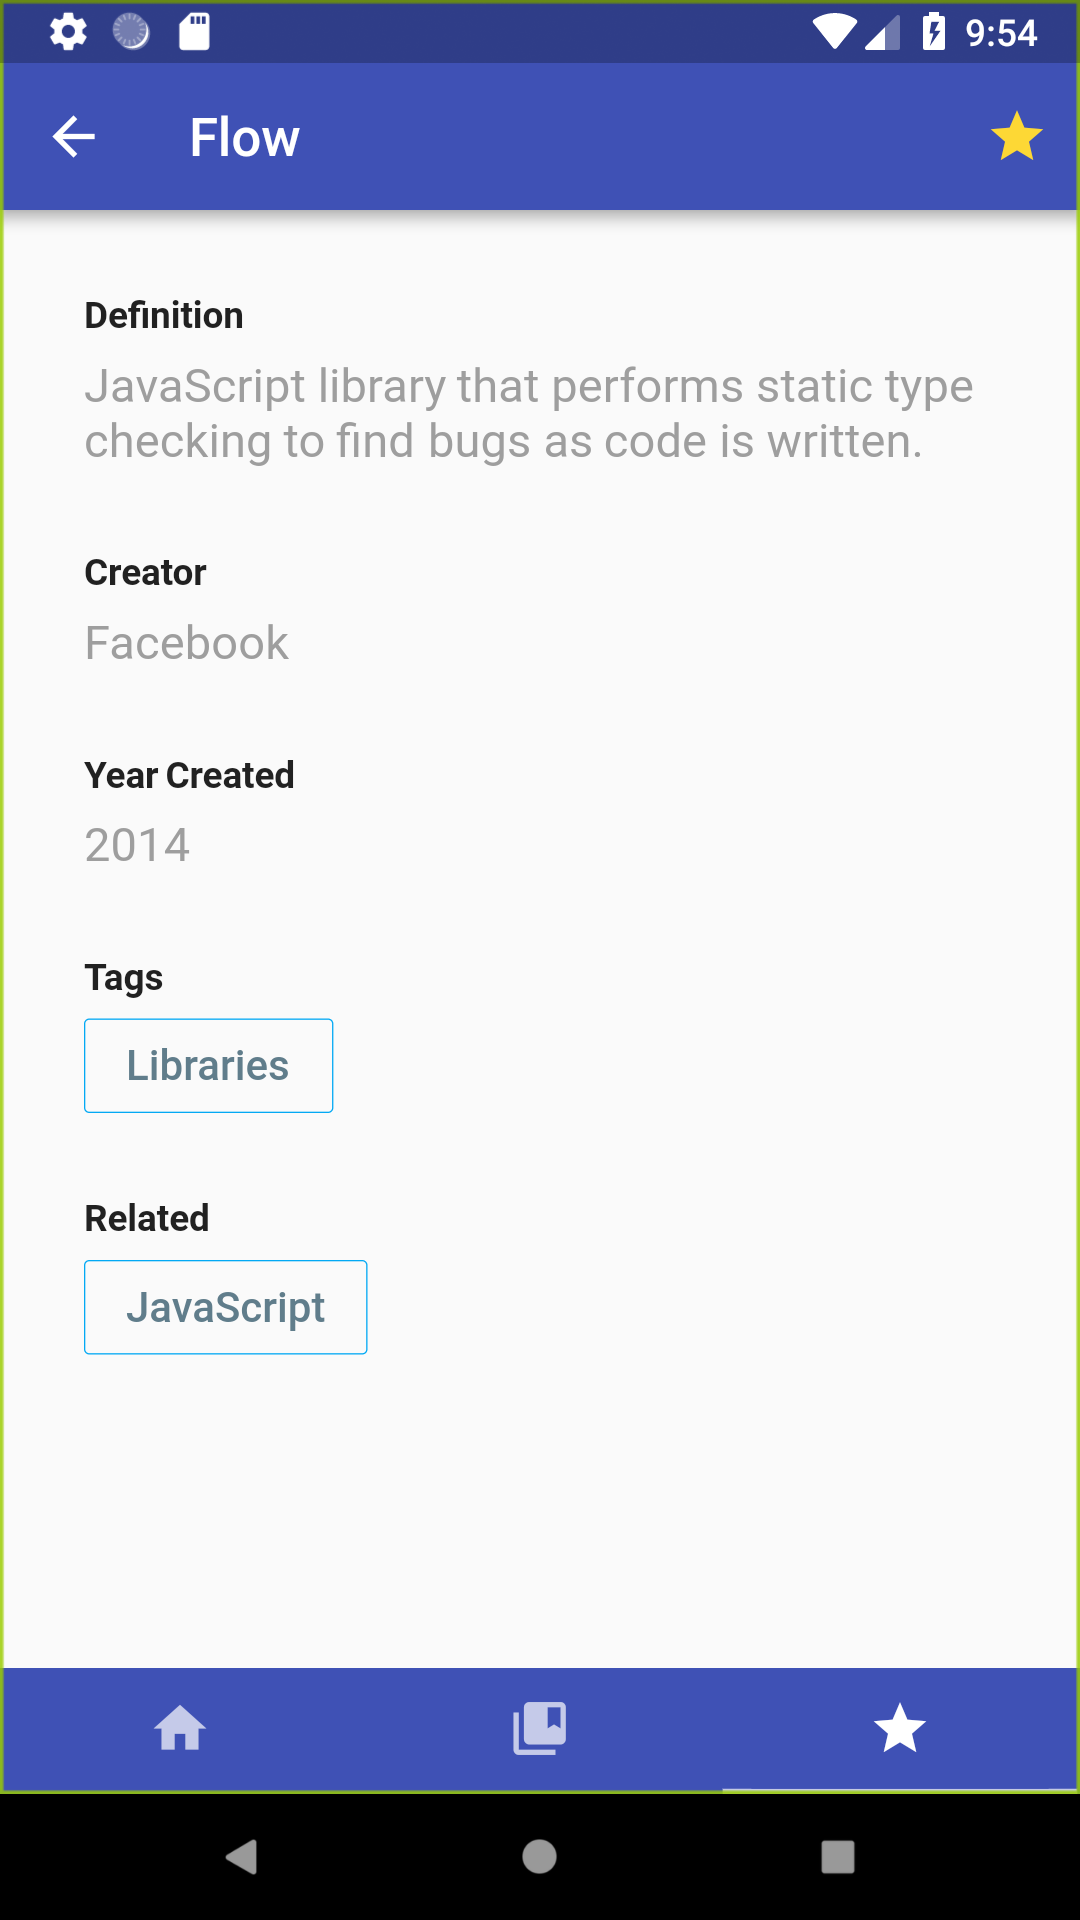 9:54
Flow
Definition
JavaScript library that performs static type
checking to find bugs as code is written.
Creator
Facebook
Year Created
2014
Tags
Libraries
Related
JavaScript